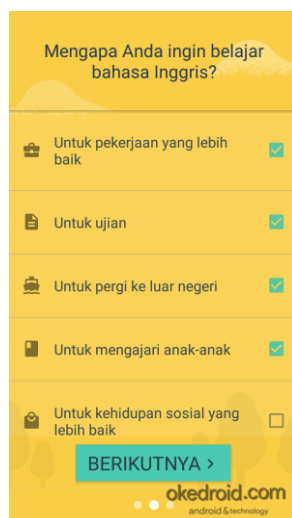 Mengapa Anda ingin belajar
bahasa Inggris?
Untuk pekerjaan yang lebih
baik
Untuk ujian
Untuk pergi ke luar negeri
Untuk mengajari anak-anak
Untuk kehidupan sosial yang
lebih baik
BERIKUTNYA >
okedroid.com
android & technology